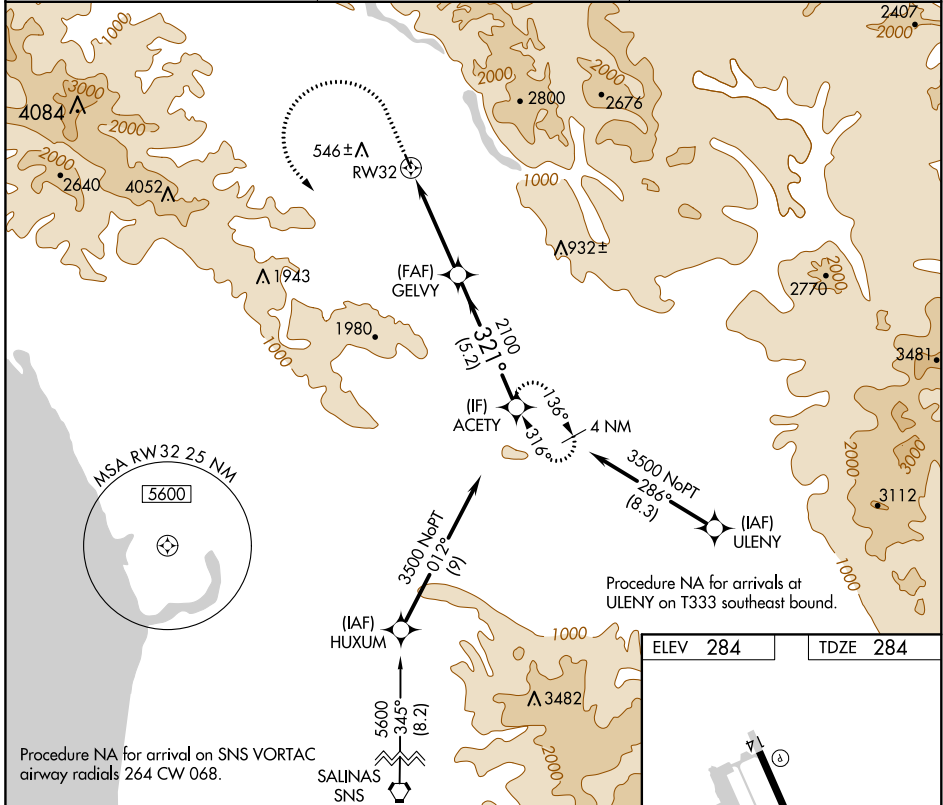 1000
2407
2000
3000
4084
2000
2000
2640
4052
2000
2800
2000
2676
546±
RW32
1000
932±
1943
(FAF)
GELVY
2000
2770
1980
1000
2100
321°
(5.2)
3481
(IF)
ACETY
136°
316°
4 NM
3500 NoPT
286°
(8.3)
2000
3000
3112
MSA RW32 25 NM
5600
(IAF)
ULENY
3500 NoPT
012°
(9)
1000
Procedure NA for arrivals at
ULENY on T333 southeast bound.
(IAF)
HUXUM
1000
ELEV 284
TDZE 284
5600
345°
(8.2)
3482
2000
Procedure NA for arrival on SNS VORTAC
airway radials 264 CW 068.
SALINAS
SNS
14
P